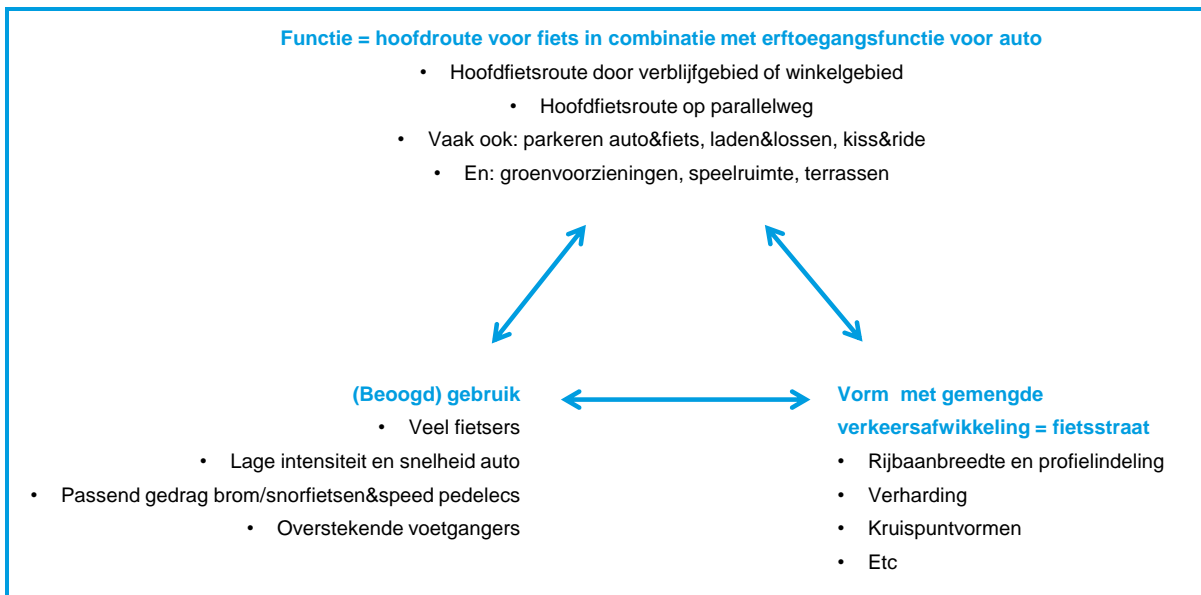 Functie = hoofdroute voor fiets in combinatie met erftoegangsfunctie voor auto
• Hoofdfietsroute door verblijfgebied of winkelgebied
• Hoofdfietsroute op parallelweg
• Vaak ook: parkeren auto&fiets, laden&lossen, kiss&ride
• En: groenvoorzieningen, speelruimte, terrassen
(Beoogd) gebruik
• Veel fietsers
• Lage intensiteit en snelheid auto
• Passend gedrag brom/snorfietsen&speed pedelecs
• Overstekende voetgangers
Vorm met gemengde
verkeersafwikkeling = fietsstraat
• Rijbaanbreedte en profielindeling
• Verharding
• Kruispuntvormen
• Etc